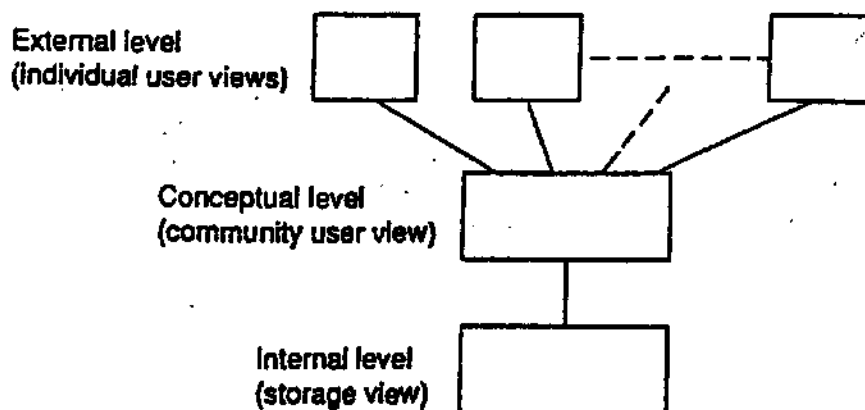 External level
(individual user views)
Conceptual level
(community user view)
Internal level
(storage view)